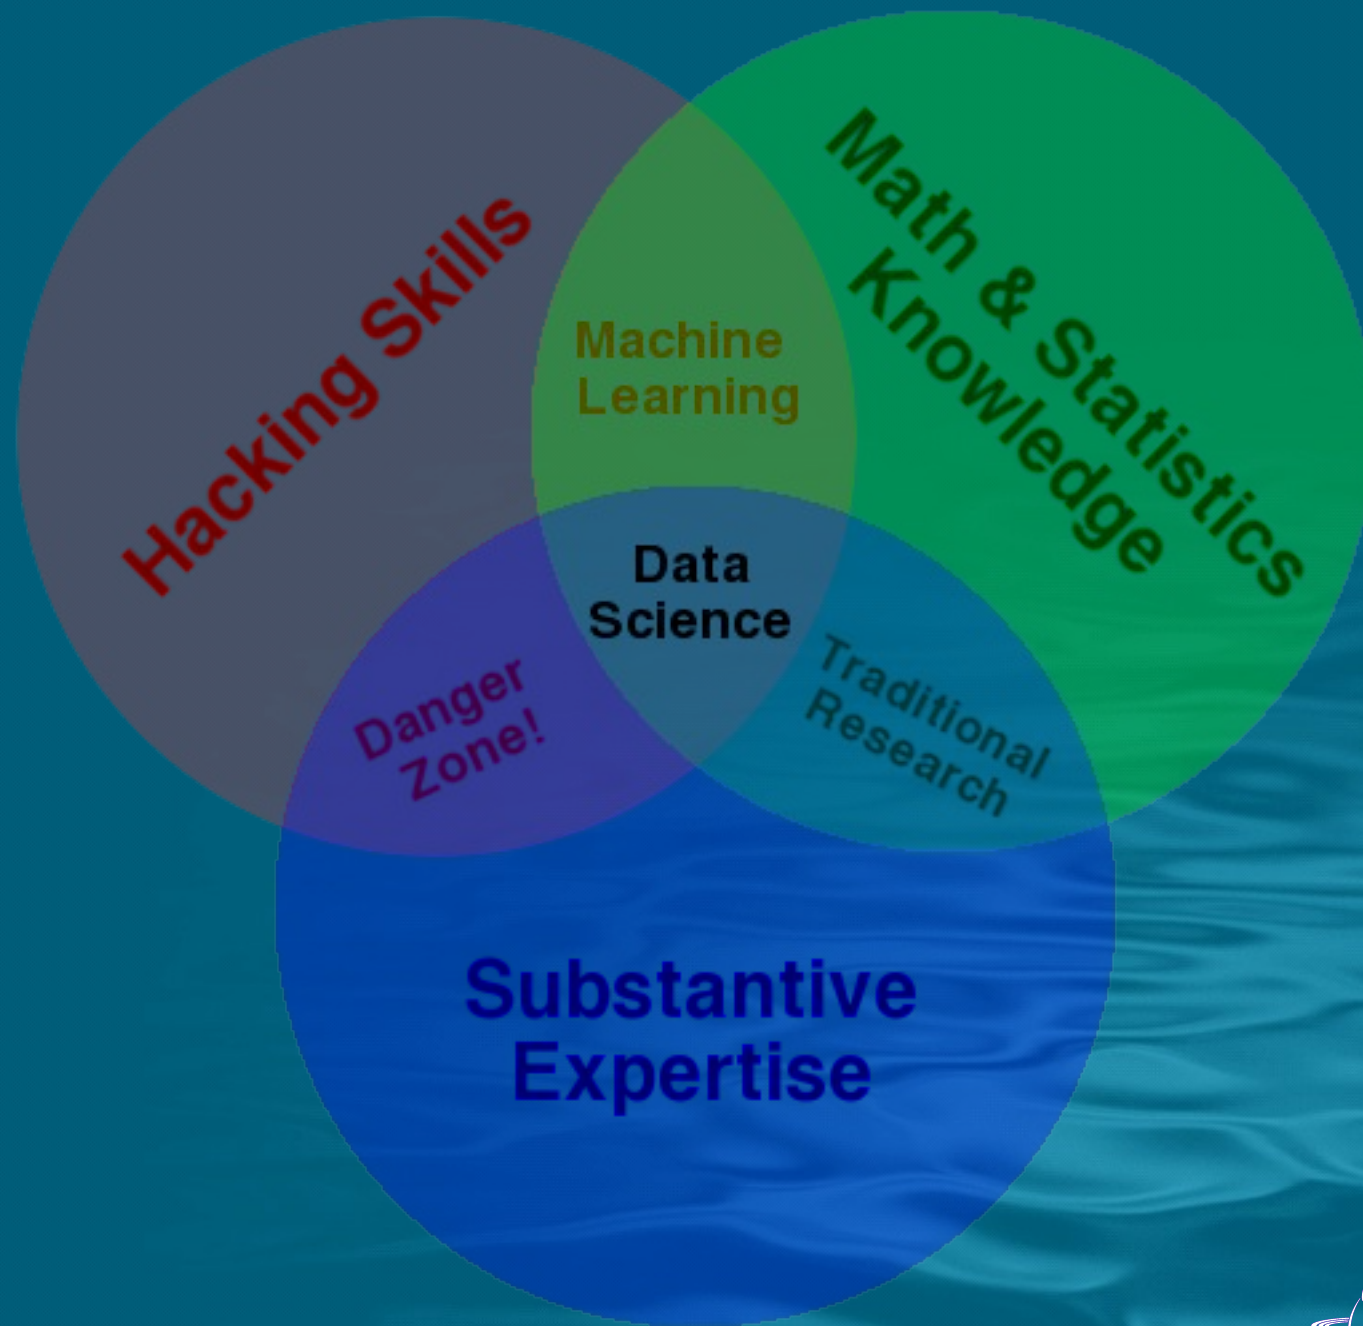 Hacking Skills
Math & Statistics
Knowledge
Machine
Learning
Data
Science
Danger
Zone!
Traditional
Research
Substantive
Expertise